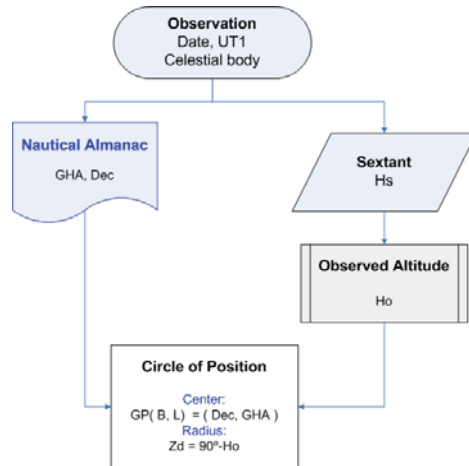 Observation
Date, UT1
Celestial body
Nautical Almanac
GHA, Dec
Sextant
Hs
Observed Altitude
Ho
Circle of Position
Center:
GP( B, L) = ( Dec, GHA )
Radius:
Zd = 90º-Ho